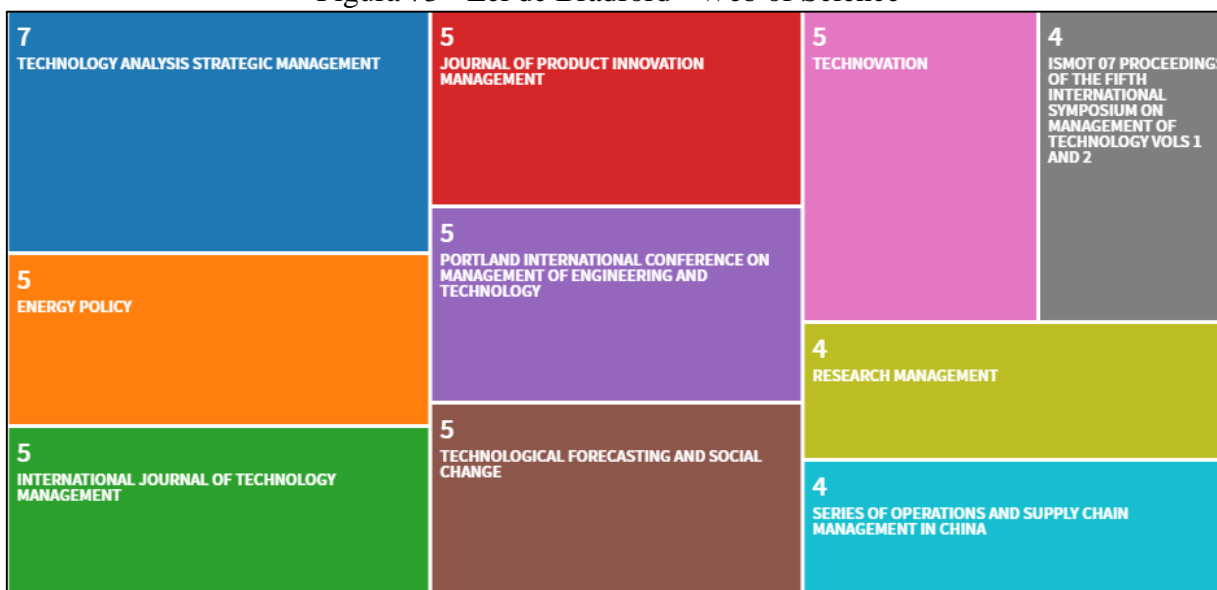 7
TECHNOLOGY ANALYSIS STRATEGIC MANAGEMENT
5
ENERGY POLICY
5
INTERNATIONAL JOURNAL OF TECHNOLOGY
MANAGEMENT
5
JOURNAL OF PRODUCT INNOVATION
MANAGEMENT
5
PORTLAND INTERNATIONAL CONFERENCE ON
MANAGEMENT OF ENGINEERING AND
TECHNOLOGY
5
TECHNOLOGICAL FORECASTING AND SOCIAL
CHANGE
5
TECHNOVATION
4
ISMOT 07 PROCEEDINGS
OF THE FIFTH
INTERNATIONAL
SYMPOSIUM ON
MANAGEMENT OF
TECHNOLOGY VOLS 1
AND 2
4
RESEARCH MANAGEMENT
4
SERIES OF OPERATIONS AND SUPPLY CHAIN
MANAGEMENT IN CHINA